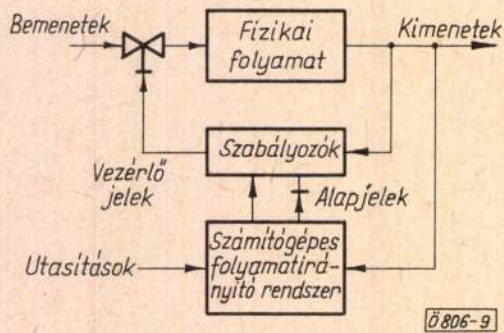 Bemenetek
Fizikai
folyamat
Kimenetek
Szabályozók
Vezérlő
jelek
Alapjelek
Utasítások
Számítógépes
folyamatirá-
nyító rendszer
Ö806-9